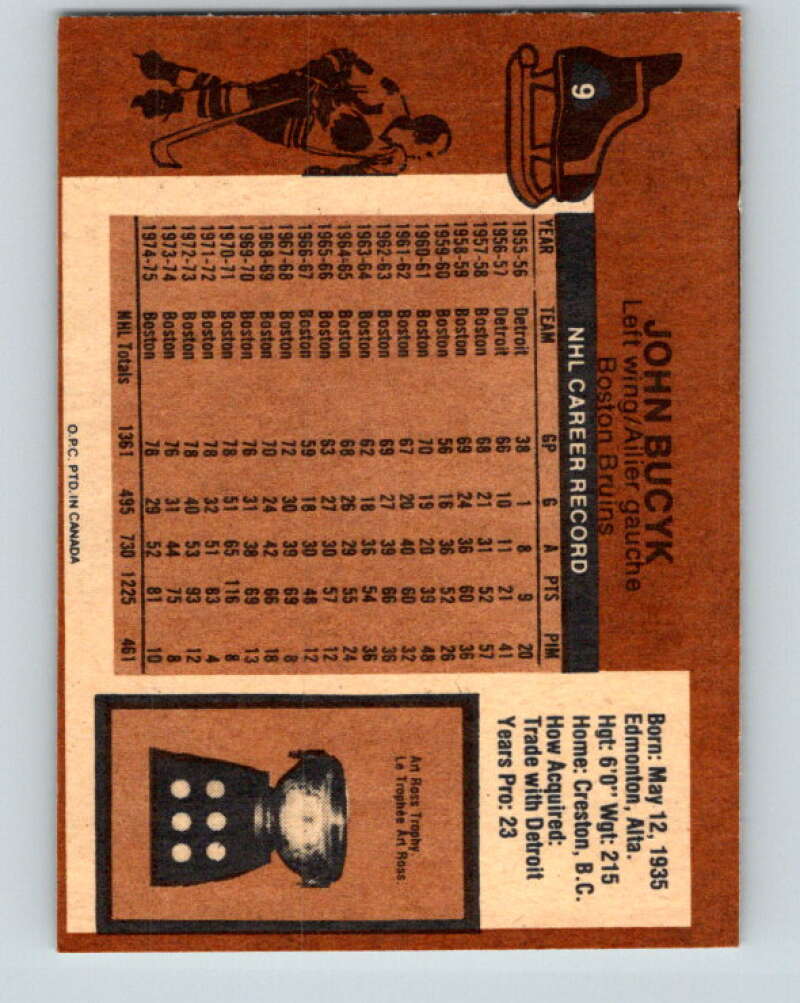 9
JOHN BUCYK
Left wing/Ailier gauche
Boston Bruins
NHL CAREER RECORD
YEAR TEAM GP G A PTS PIM
1955-56 Detroit 38 1 8 9 20
1956-57 Detroit 66 10 11 21 41
1957-58 Boston 68 21 31 52 57
1958-59 Boston 69 24 36 60 36
1959-60 Boston 56 16 36 52 26
1960-61 Boston 70 19 20 39 48
1961-62 Boston 67 20 40 60 32
1962-63 Boston 69 27 39 66 36
1963-64 Boston 62 18 36 54 36
1964-65 Boston 68 26 29 55 24
1965-66 Boston 63 27 30 57 12
1966-67 Boston 59 18 30 48 12
1967-68 Boston 72 30 39 69 8
1968-69 Boston 70 24 42 66 18
1969-70 Boston 76 31 38 69 13
1970-71 Boston 78 51 65 116 8
1971-72 Boston 78 32 51 83 4
1972-73 Boston 78 40 53 93 12
1973-74 Boston 76 31 44 75 8
1974-75 Boston 78 29 52 81 10
NHL Totals 1361 495 730 1225 461
O.P.C. PTD. IN CANADA
Born: May 12, 1935
Edmonton, Alta.
Hgt: 6'0" Wgt: 215
Home: Creston, B.C.
How Acquired:
Trade with Detroit
Years Pro: 23
Art Ross Trophy
Le Trophée Art Ross.